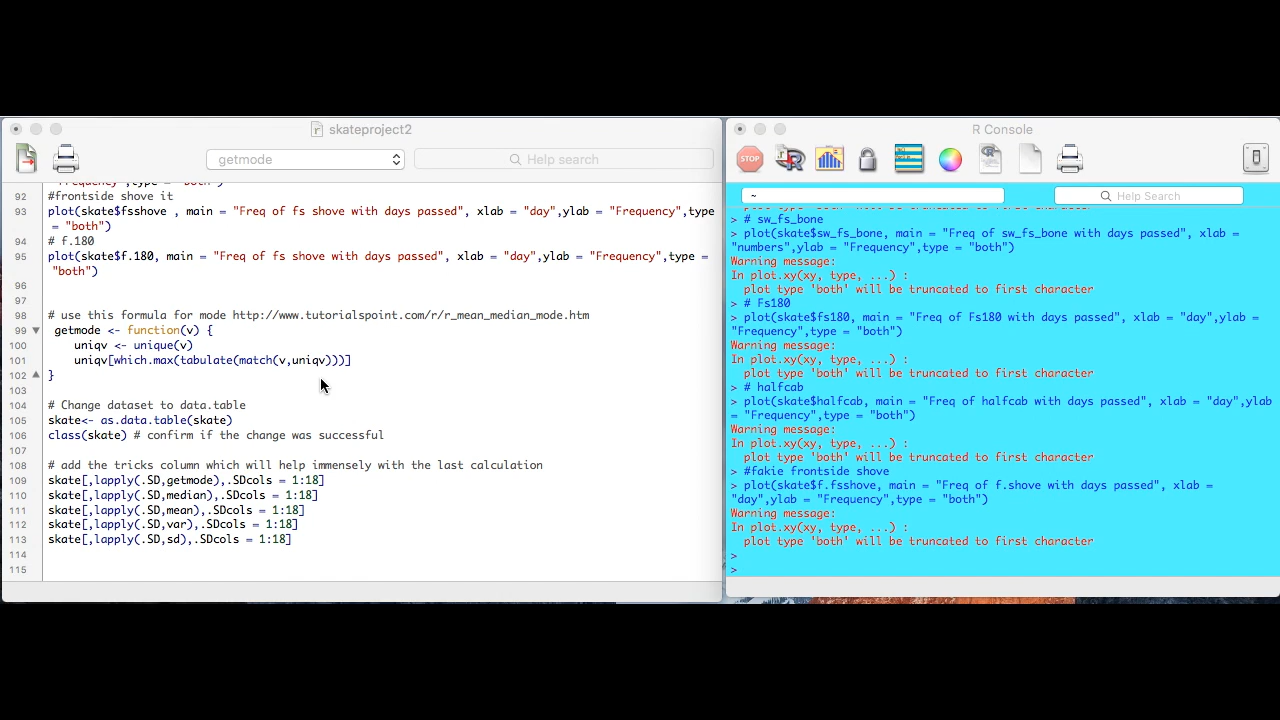 skateproject2
getmode
Help search
"Frequency",type = "both")
92 #frontside shove it
93 plot(skate$fsshove , main = "Freq of fs shove with days passed", xlab = "day",ylab = "Frequency",type
= "both")
94 # f.180
95 plot(skate$f.180, main = "Freq of fs shove with days passed", xlab = "day",ylab = "Frequency",type =
"both")
96
97
98 # use this formula for mode http://www.tutorialspoint.com/r/r_mean_median_mode.htm
99 getmode <- function(v) {
100 uniqv <- unique(v)
101 uniqv[which.max(tabulate(match(v,uniqv)))]
102 }
103
104 # Change dataset to data.table
105 skate<- as.data.table(skate)
106 class(skate) # confirm if the change was successful
107
108 # add the tricks column which will help immensely with the last calculation
109 skate[,lapply(.SD,getmode),.SDcols = 1:18]
110 skate[,lapply(.SD,median),.SDcols = 1:18]
111 skate[,lapply(.SD,mean),.SDcols = 1:18]
112 skate[,lapply(.SD,var),.SDcols = 1:18]
113 skate[,lapply(.SD,sd),.SDcols = 1:18]
114
115
R Console
STOP
~
Help Search
plot type 'both' will be truncated to first character
> # sw_fs_bone
> plot(skate$sw_fs_bone, main = "Freq of sw_fs_bone with days passed", xlab =
"numbers",ylab = "Frequency",type = "both")
Warning message:
In plot.xy(xy, type, ...) :
plot type 'both' will be truncated to first character
> # Fs180
> plot(skate$fs180, main = "Freq of Fs180 with days passed", xlab = "day",ylab =
"Frequency",type = "both")
Warning message:
In plot.xy(xy, type, ...) :
plot type 'both' will be truncated to first character
> # halfcab
> plot(skate$halfcab, main = "Freq of halfcab with days passed", xlab = "day",ylab
= "Frequency",type = "both")
Warning message:
In plot.xy(xy, type, ...) :
plot type 'both' will be truncated to first character
> #fakie frontside shove
> plot(skate$f.fsshove, main = "Freq of f.shove with days passed", xlab =
"day",ylab = "Frequency",type = "both")
Warning message:
In plot.xy(xy, type, ...) :
plot type 'both' will be truncated to first character
>
>